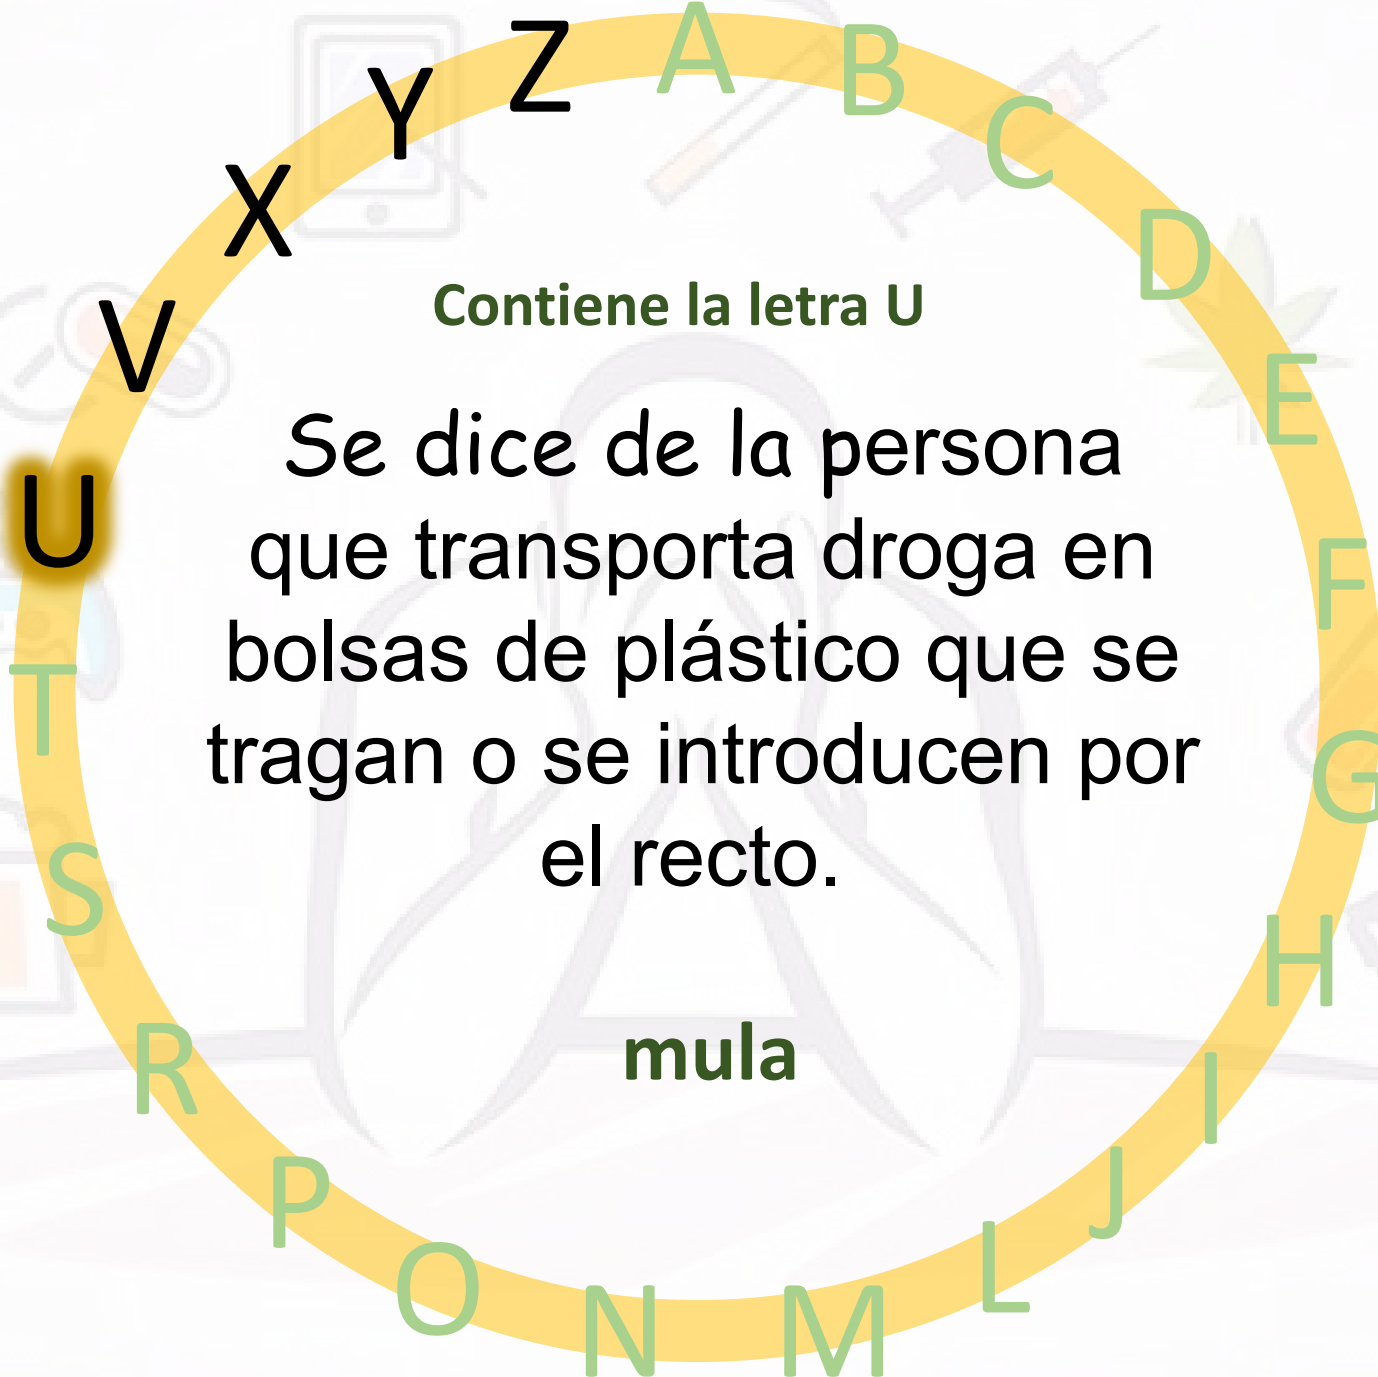 A
B
C
D
E
F
G
H
I
J
L
M
N
O
P
R
S
T
U
V
X
Y
Z
Contiene la letra U
Se dice de la persona
que transporta droga en
bolsas de plástico que se
tragan o se introducen por
el recto.
mula